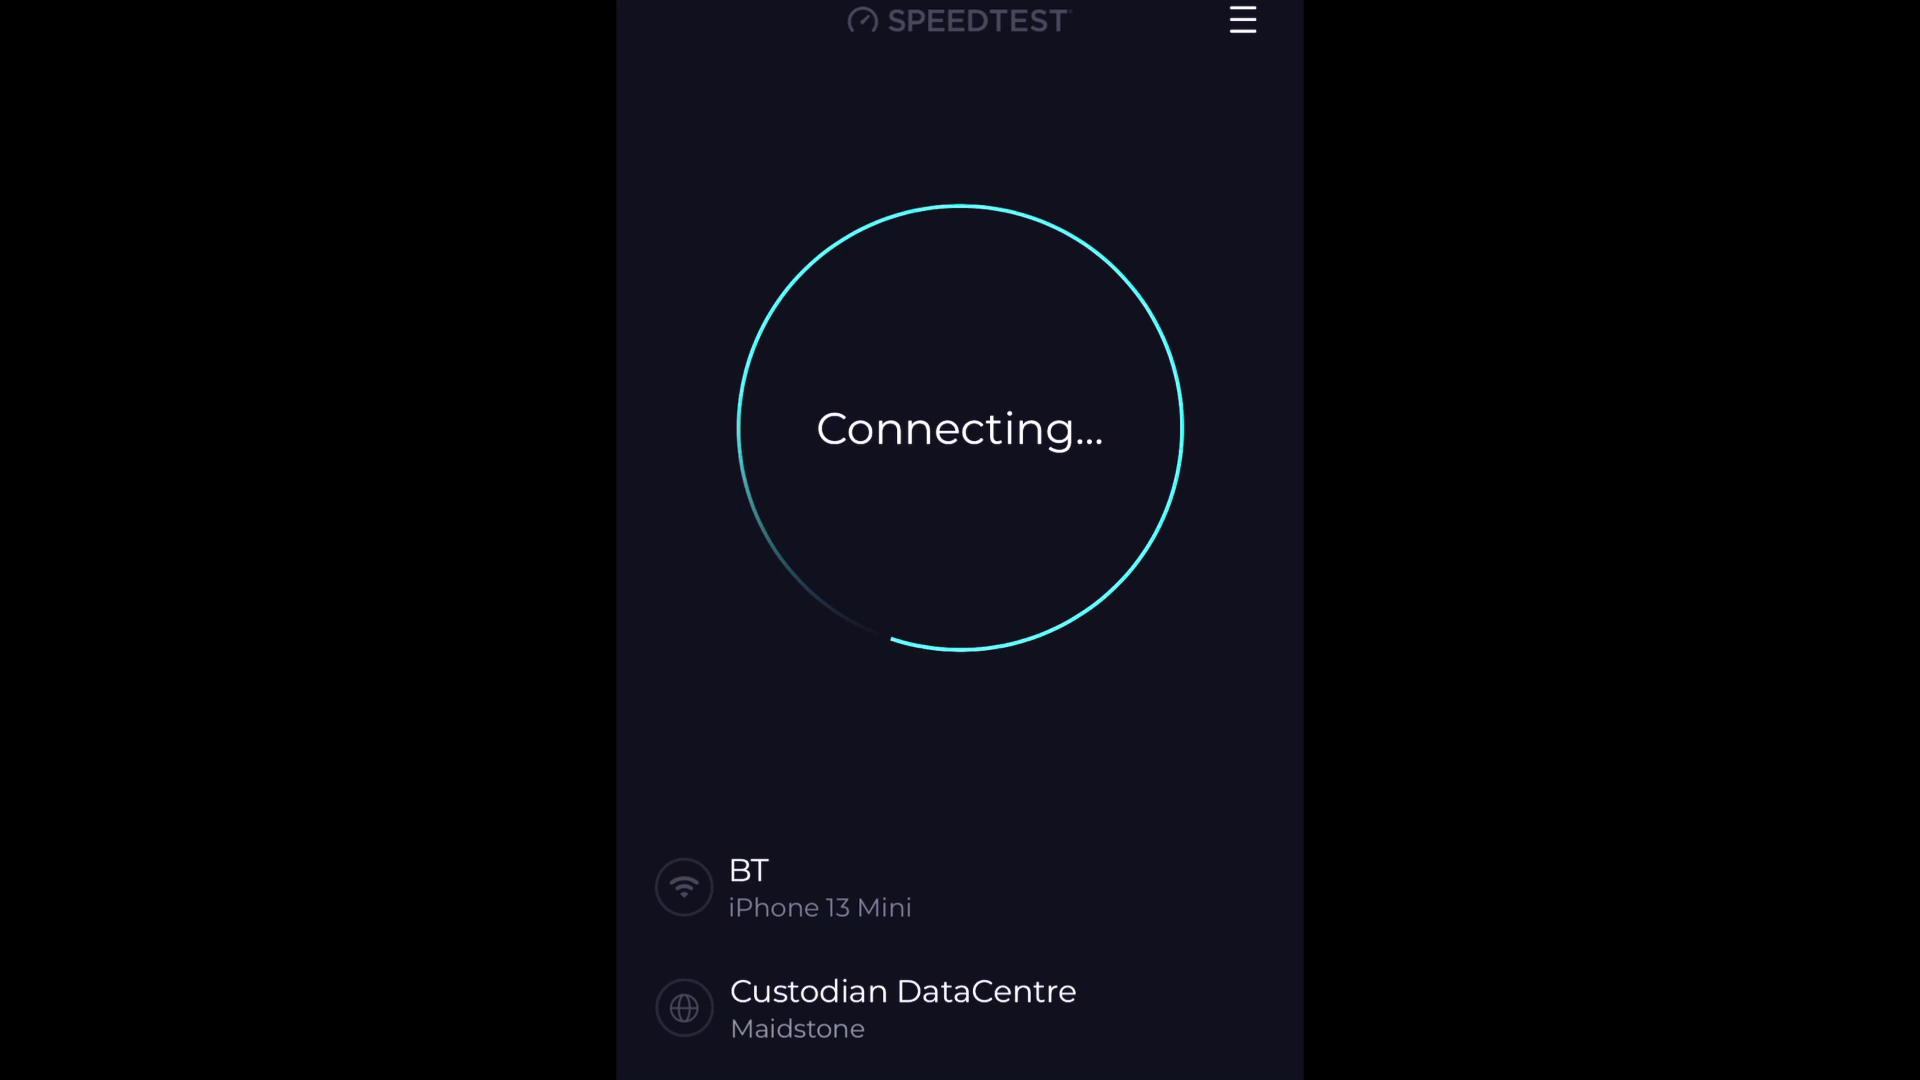 SPEEDTEST
Connecting...
BT
iPhone 13 Mini
Custodian DataCentre
Maidstone